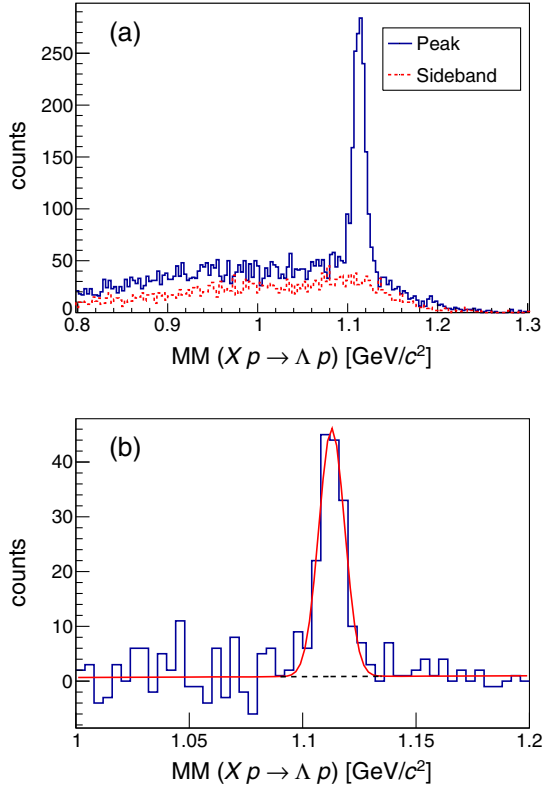 (a)
Peak
Sideband
counts
250
200
150
100
50
0
0.8 0.9 1 1.1 1.2 1.3
MM (X p → Λ p) [GeV/c²]
(b)
counts
40
30
20
10
0
1 1.05 1.1 1.15 1.2
MM (X p → Λ p) [GeV/c²]